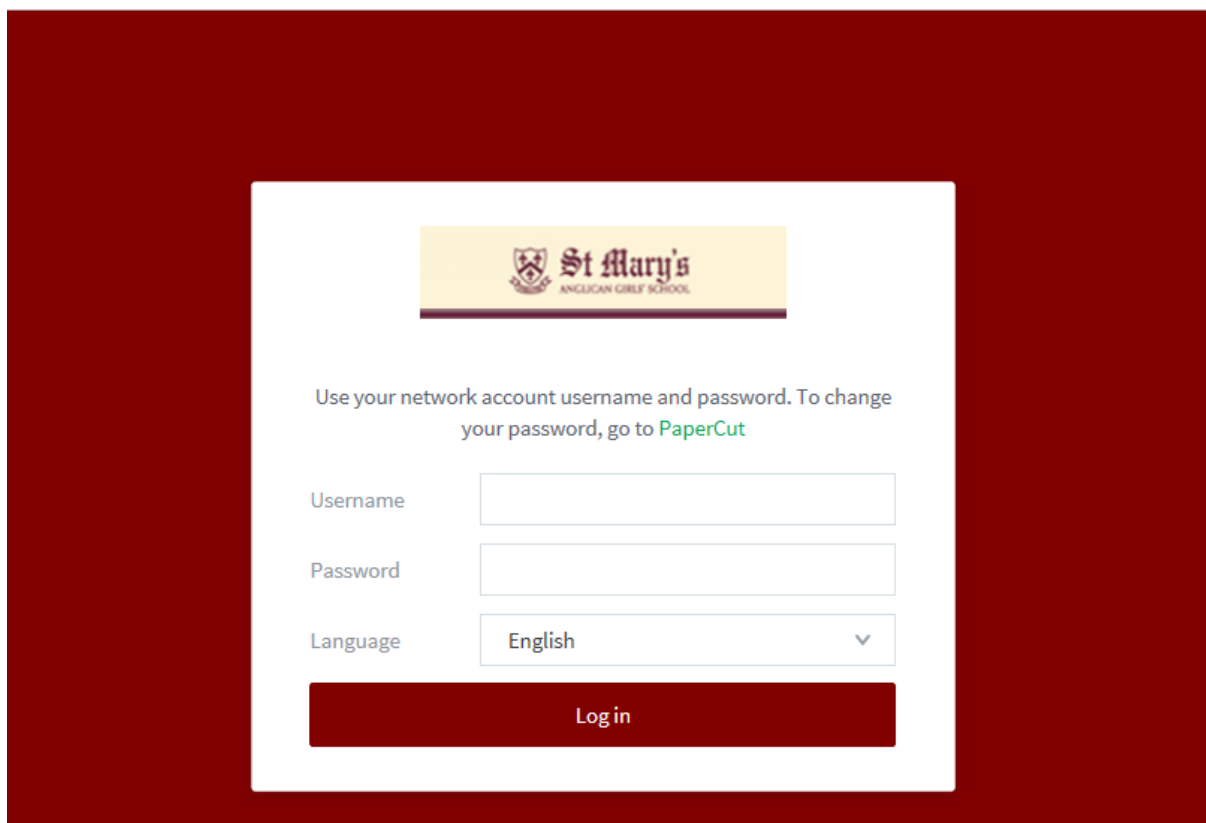 St Mary's
ANGLICAN GIRLS' SCHOOL
Use your network account username and password. To change
your password, go to PaperCut
Username
Password
Language
English
Log in